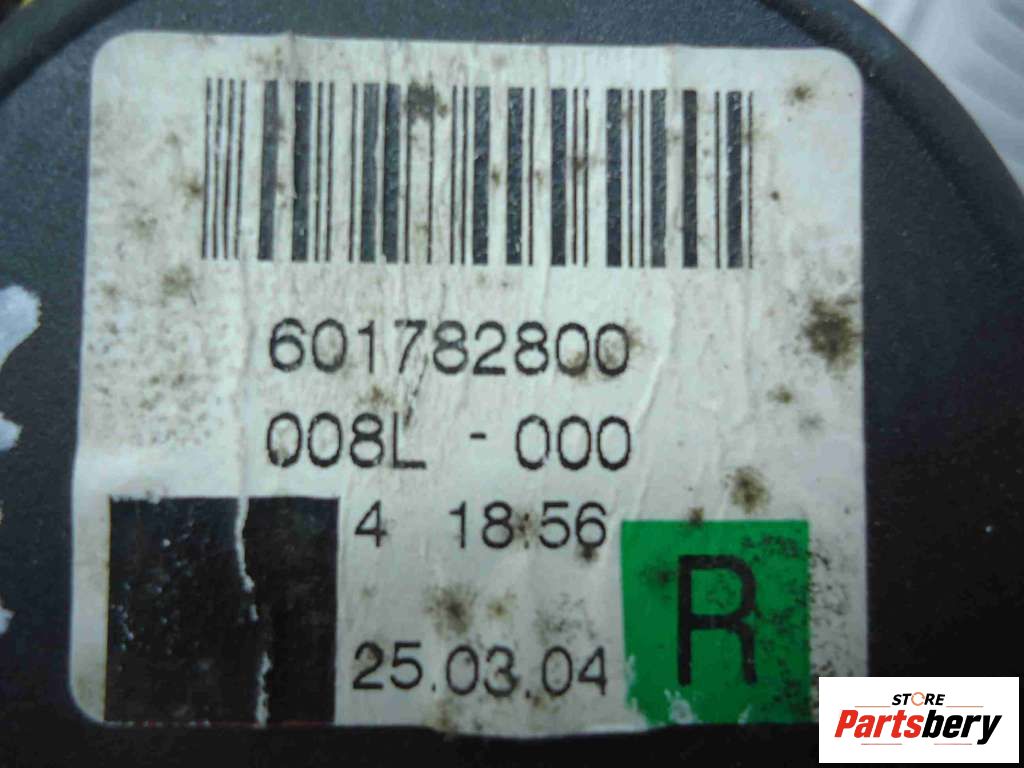 601782800
008L - 000
4 18:56
25.03.04
R
STORE
Partsbery